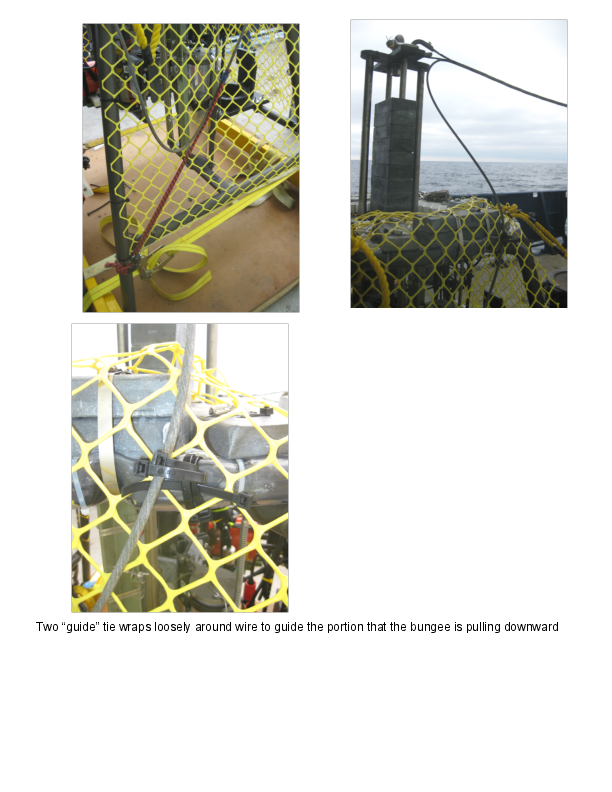 Two “guide” tie wraps loosely around wire to guide the portion that the bungee is pulling downward